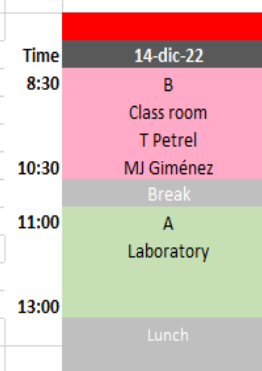 Time 14-dic-22
8:30 B
Class room
T Petrel
10:30 MJ Giménez
Break
11:00 A
Laboratory
13:00
Lunch